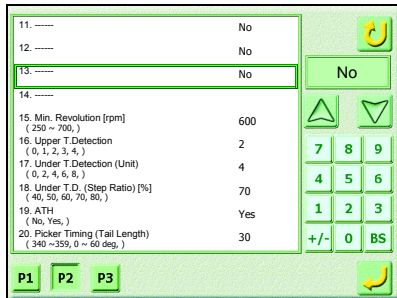 11. ------ No
12. ------ No
13. ------ No
No
14. ------
15. Min. Revolution [rpm] 600
( 250 ~ 700, )
16. Upper T.Detection 2
( 0, 1, 2, 3, 4, )
17. Under T.Detection (Unit) 4
( 0, 2, 4, 6, 8, )
18. Under T.D. (Step Ratio) [%] 70
( 40, 50, 60, 70, 80, )
19. ATH Yes
( No, Yes, )
20. Picker Timing (Tail Length) 30
( 340 ~359, 0 ~ 60 deg, )
7 8 9
4 5 6
1 2 3
+/- 0 BS
P1 P2 P3